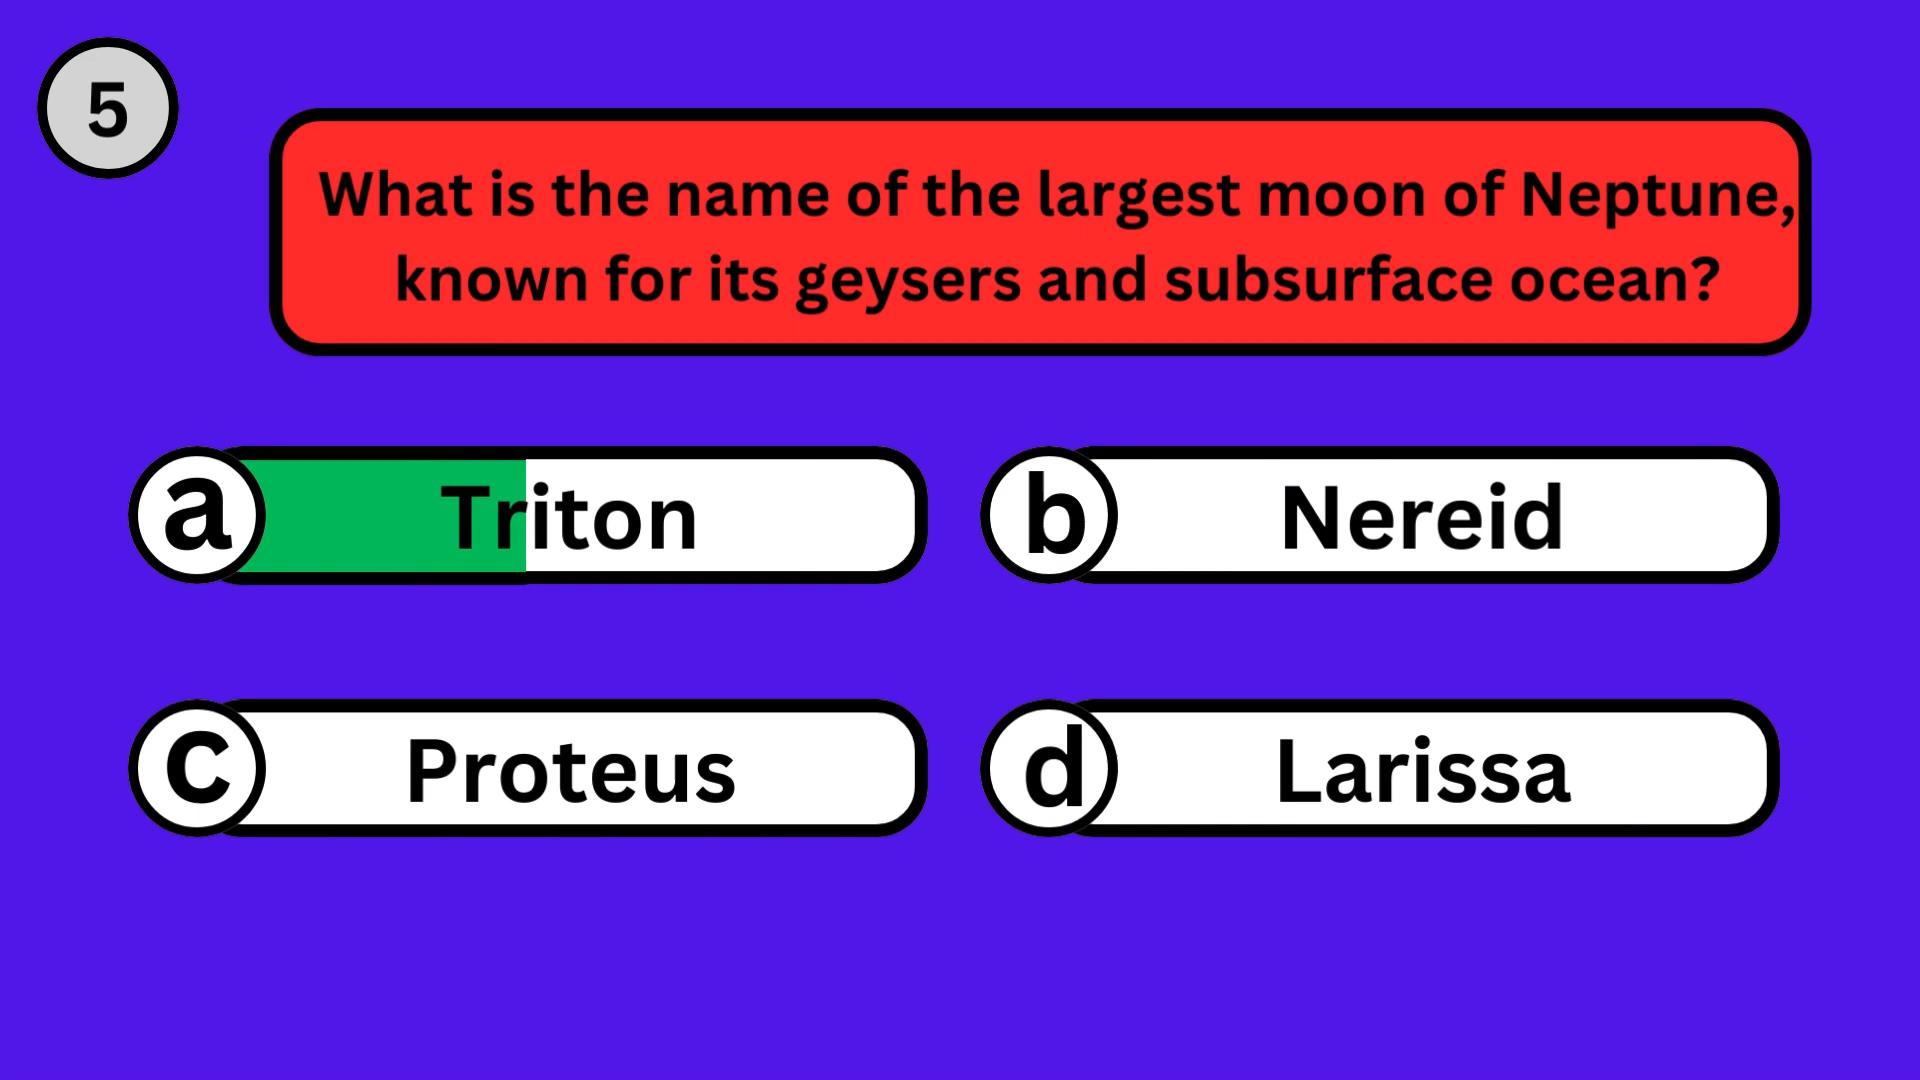 5
What is the name of the largest moon of Neptune,
known for its geysers and subsurface ocean?
a Triton
b Nereid
c Proteus
d Larissa